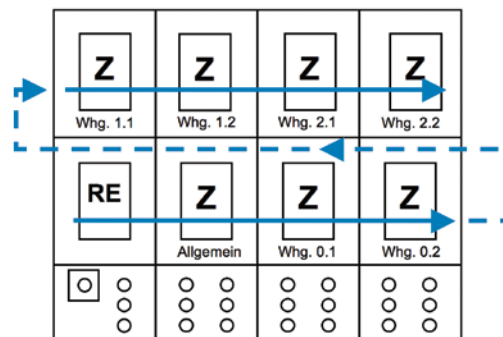 Z Z Z Z
Whg. 1.1 Whg. 1.2 Whg. 2.1 Whg. 2.2
RE Z Z Z
Allgemein Whg. 0.1 Whg. 0.2